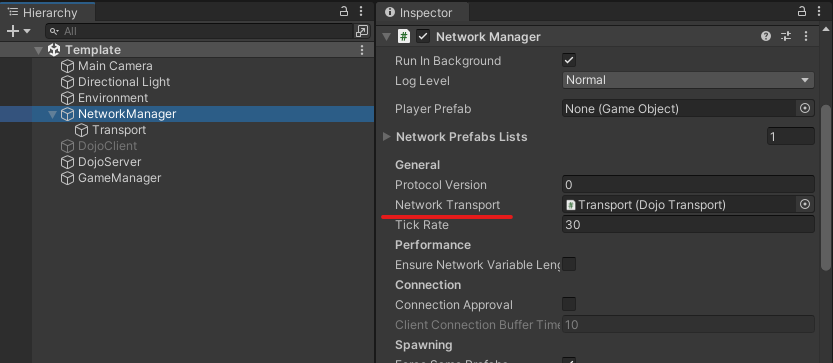 Hierarchy
All
Template
Main Camera
Directional Light
Environment
NetworkManager
Transport
DojoClient
DojoServer
GameManager
Inspector
Network Manager
Run In Background
Log Level Normal
Player Prefab None (Game Object)
Network Prefabs Lists 1
General
Protocol Version 0
Network Transport Transport (Dojo Transport)
Tick Rate 30
Performance
Ensure Network Variable Leng
Connection
Connection Approval
Client Connection Buffer Time 10
Spawning
Force Same Prefabs